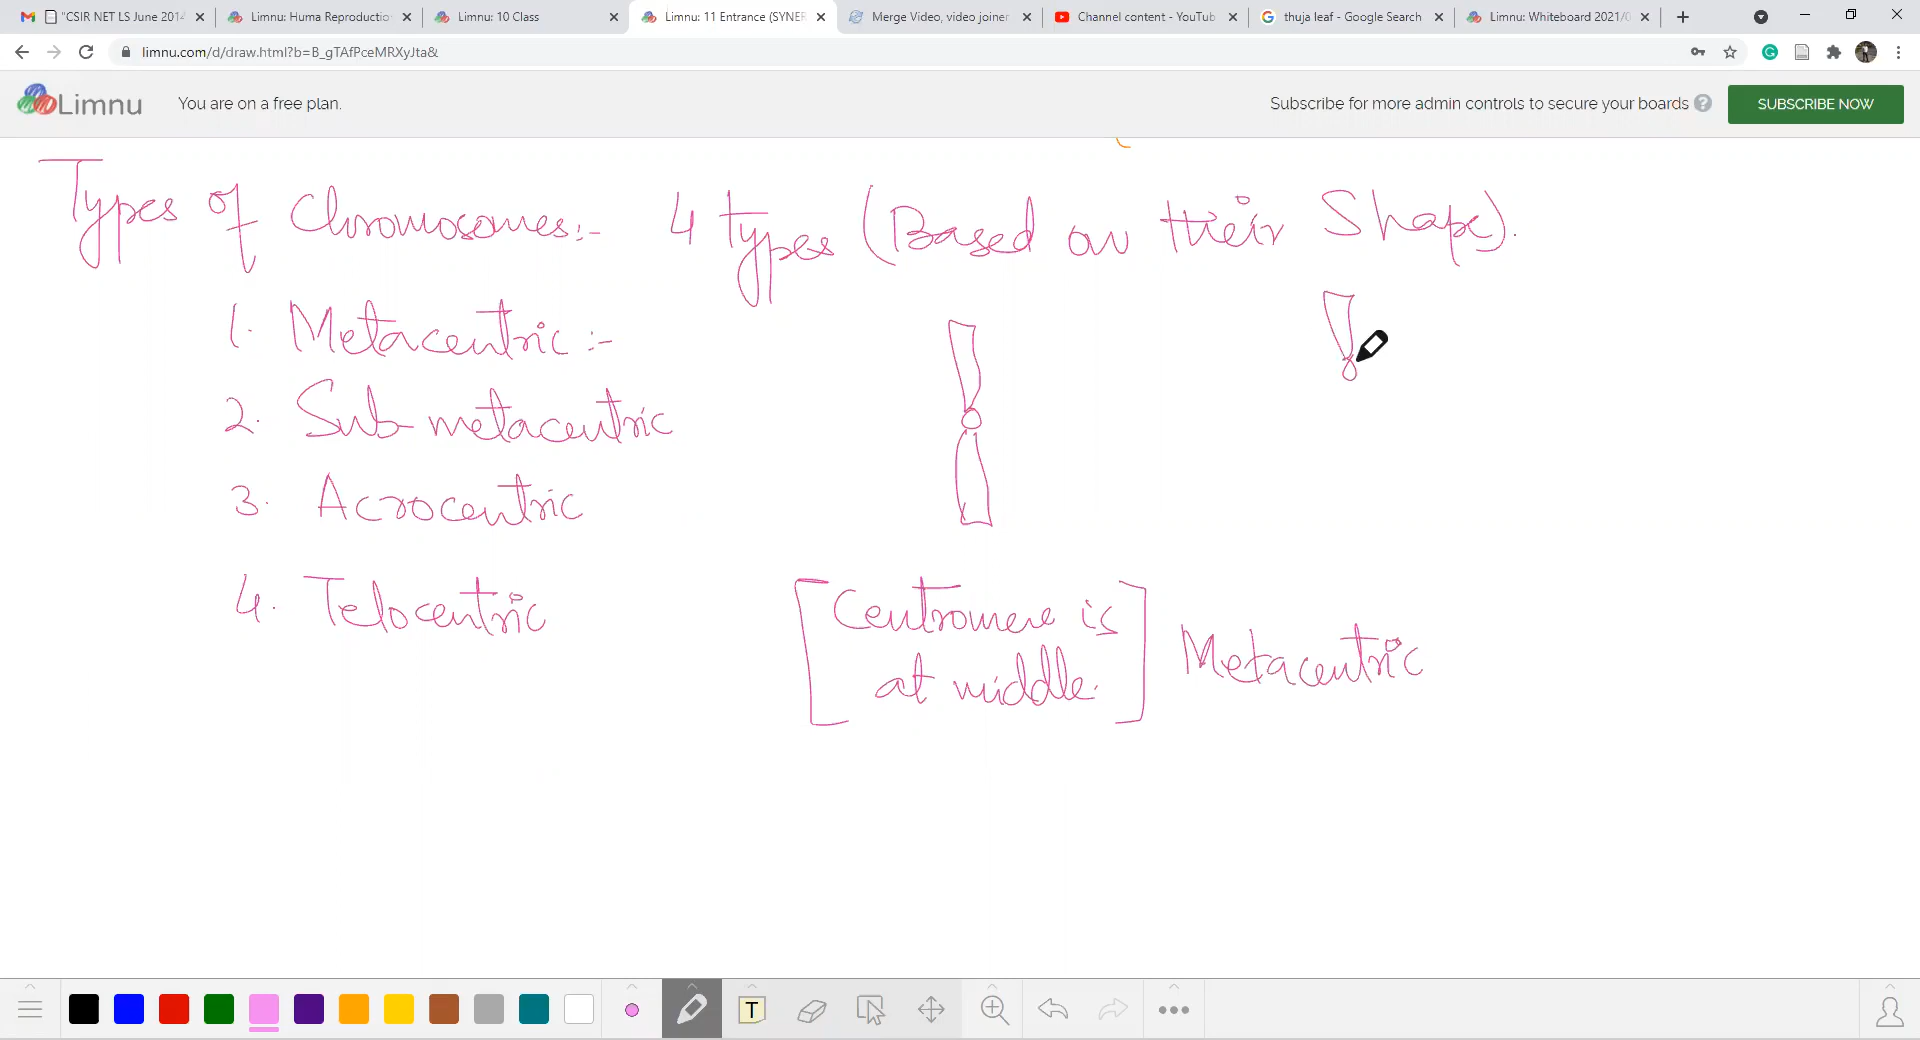 "CSIR NET LS June 2014
Limnu: Huma Reproductio
Limnu: 10 Class
Limnu: 11 Entrance (SYNER
Merge Video, video joiner
Channel content - YouTub
thuja leaf - Google Search
Limnu: Whiteboard 2021/0
limnu.com/d/draw.html?b=B_gTAfPceMRXyJta&
Limnu
You are on a free plan.
Subscribe for more admin controls to secure your boards ?
SUBSCRIBE NOW
Types of Chromosomes:- 4 types (Based on their Shape).
1. Metacentric :-
2. Sub-metacentric
3. Acrocentric
4. Telocentric
[Centromere is
at middle.]
Metacentric
T